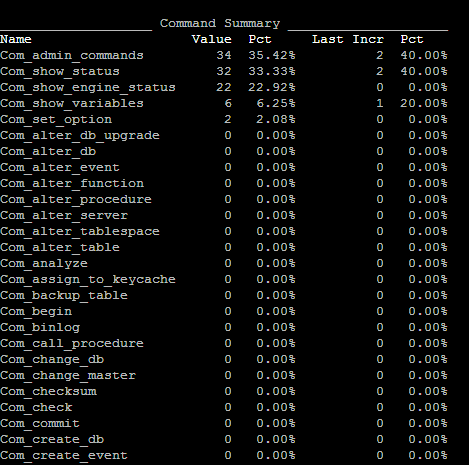 Command Summary
Name Value Pct Last Incr Pct
Com_admin_commands 34 35.42% 2 40.00%
Com_show_status 32 33.33% 2 40.00%
Com_show_engine_status 22 22.92% 0 0.00%
Com_show_variables 6 6.25% 1 20.00%
Com_set_option 2 2.08% 0 0.00%
Com_alter_db_upgrade 0 0.00% 0 0.00%
Com_alter_db 0 0.00% 0 0.00%
Com_alter_event 0 0.00% 0 0.00%
Com_alter_function 0 0.00% 0 0.00%
Com_alter_procedure 0 0.00% 0 0.00%
Com_alter_server 0 0.00% 0 0.00%
Com_alter_tablespace 0 0.00% 0 0.00%
Com_alter_table 0 0.00% 0 0.00%
Com_analyze 0 0.00% 0 0.00%
Com_assign_to_keycache 0 0.00% 0 0.00%
Com_backup_table 0 0.00% 0 0.00%
Com_begin 0 0.00% 0 0.00%
Com_binlog 0 0.00% 0 0.00%
Com_call_procedure 0 0.00% 0 0.00%
Com_change_db 0 0.00% 0 0.00%
Com_change_master 0 0.00% 0 0.00%
Com_checksum 0 0.00% 0 0.00%
Com_check 0 0.00% 0 0.00%
Com_commit 0 0.00% 0 0.00%
Com_create_db 0 0.00% 0 0.00%
Com_create_event 0 0.00% 0 0.00%